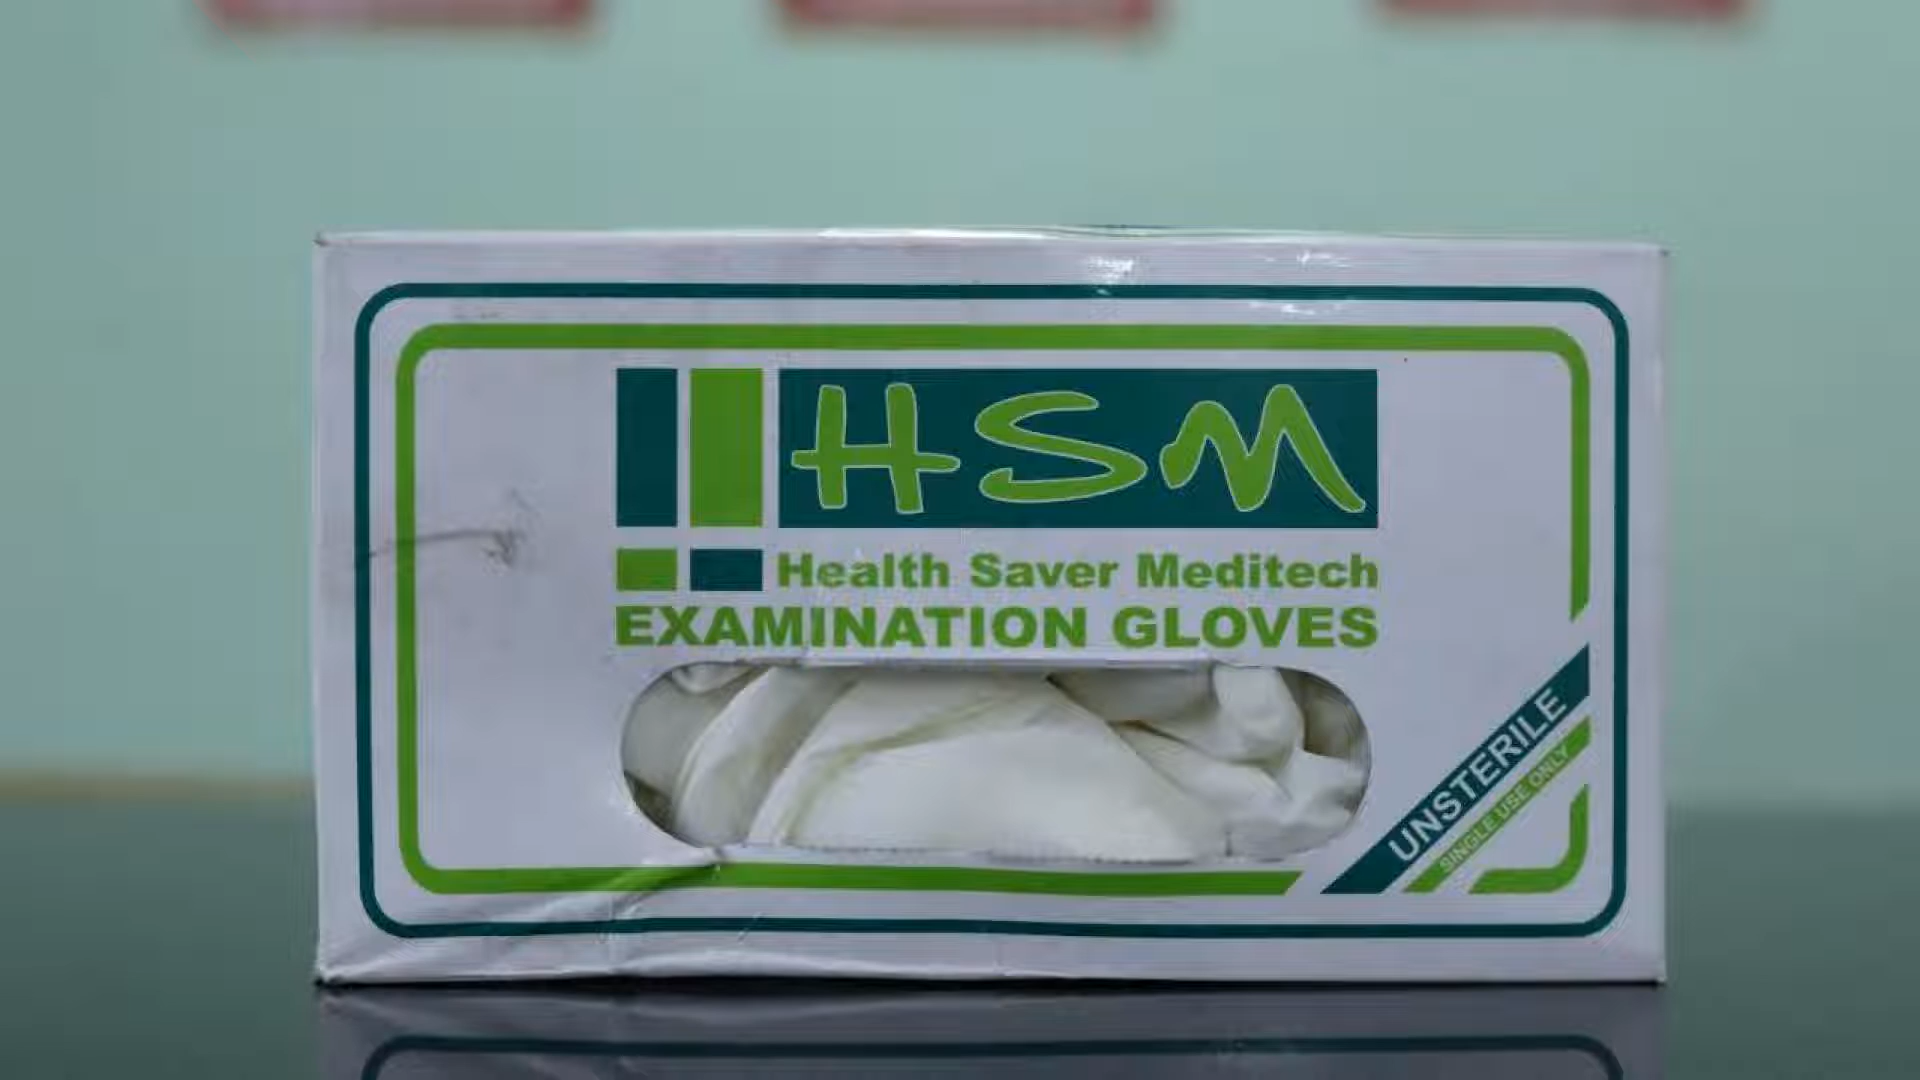 HSM
Health Saver Meditech
EXAMINATION GLOVES
UNSTERILE
SINGLE USE ONLY